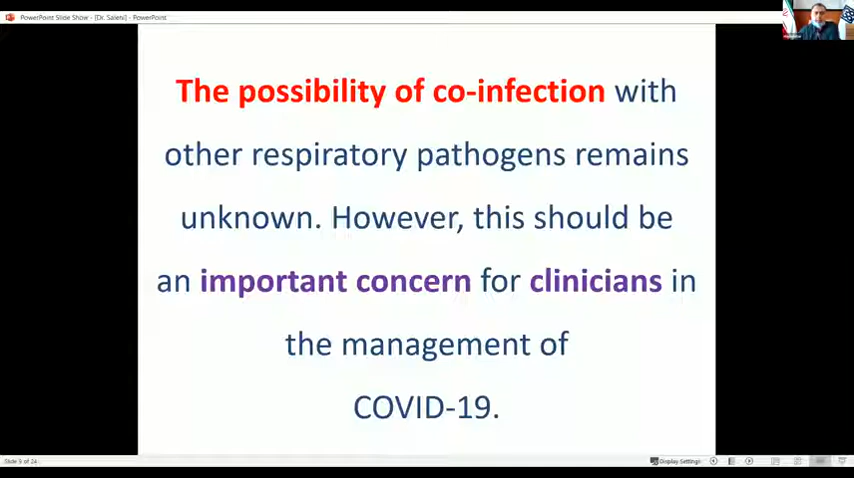 PowerPoint Slide Show - [Dr. Salehi] - PowerPoint
The possibility of co-infection with
other respiratory pathogens remains
unknown. However, this should be
an important concern for clinicians in
the management of
COVID-19.
Slide 9 of 24
Display Settings